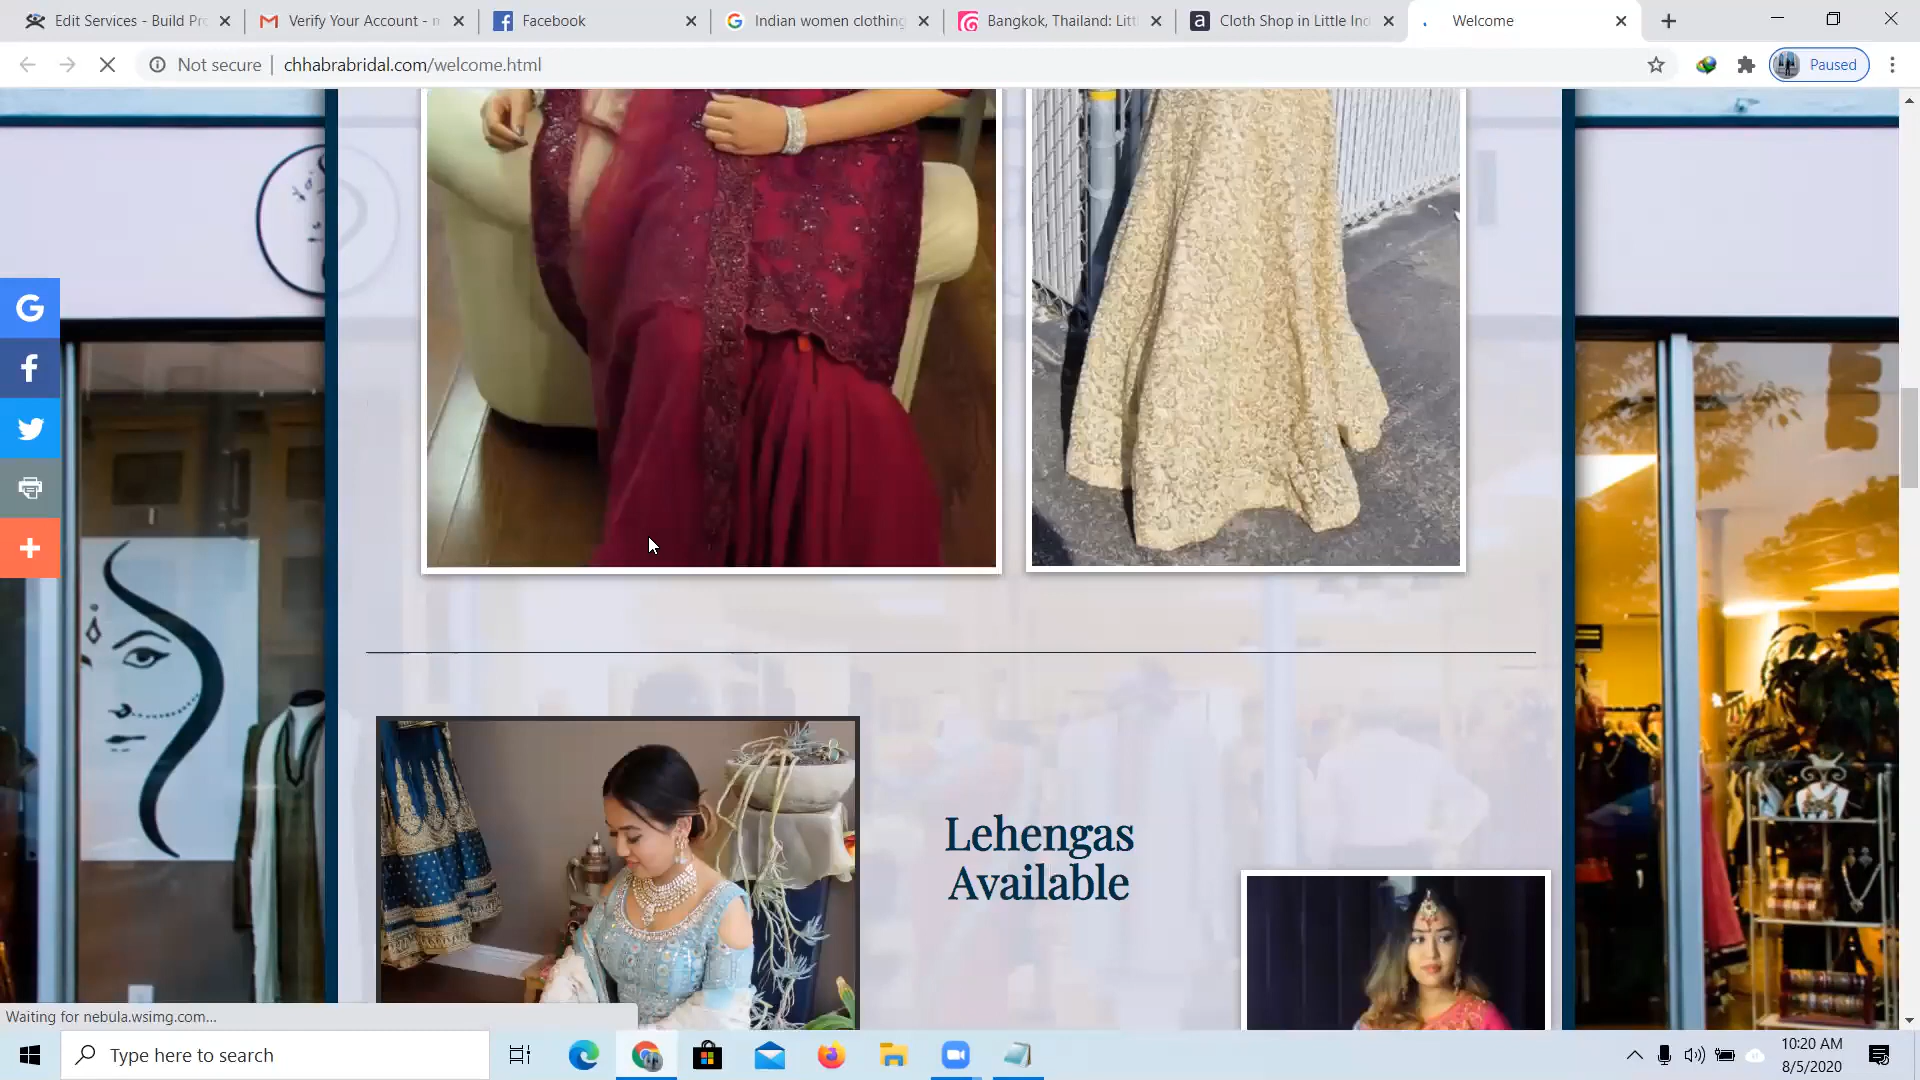 Edit Services - Build Pr
Verify Your Account - n
Facebook
Indian women clothing
Bangkok, Thailand: Litt
Cloth Shop in Little Ind
Welcome
Not secure
chhabrabridal.com/welcome.html
Paused
Lehengas
Available
Waiting for nebula.wsimg.com...
Type here to search
10:20 AM
8/5/2020